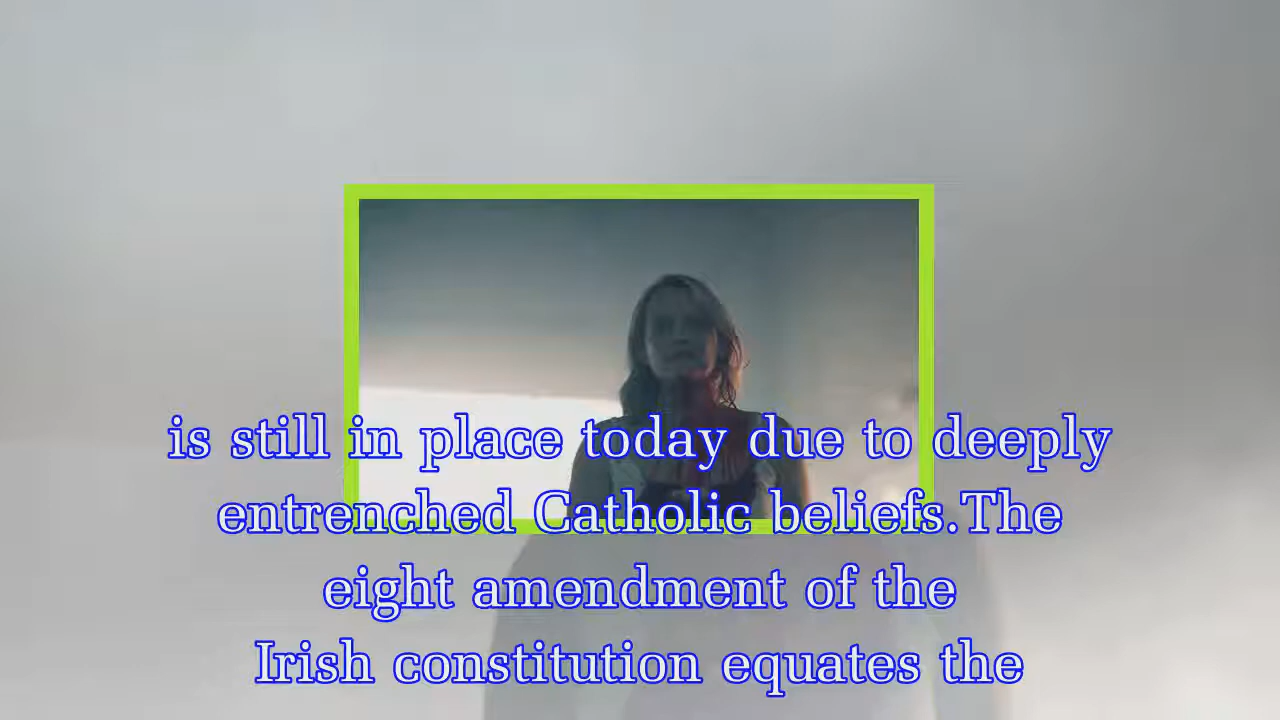 is still in place today due to deeply
entrenched Catholic beliefs.The
eight amendment of the
Irish constitution equates the